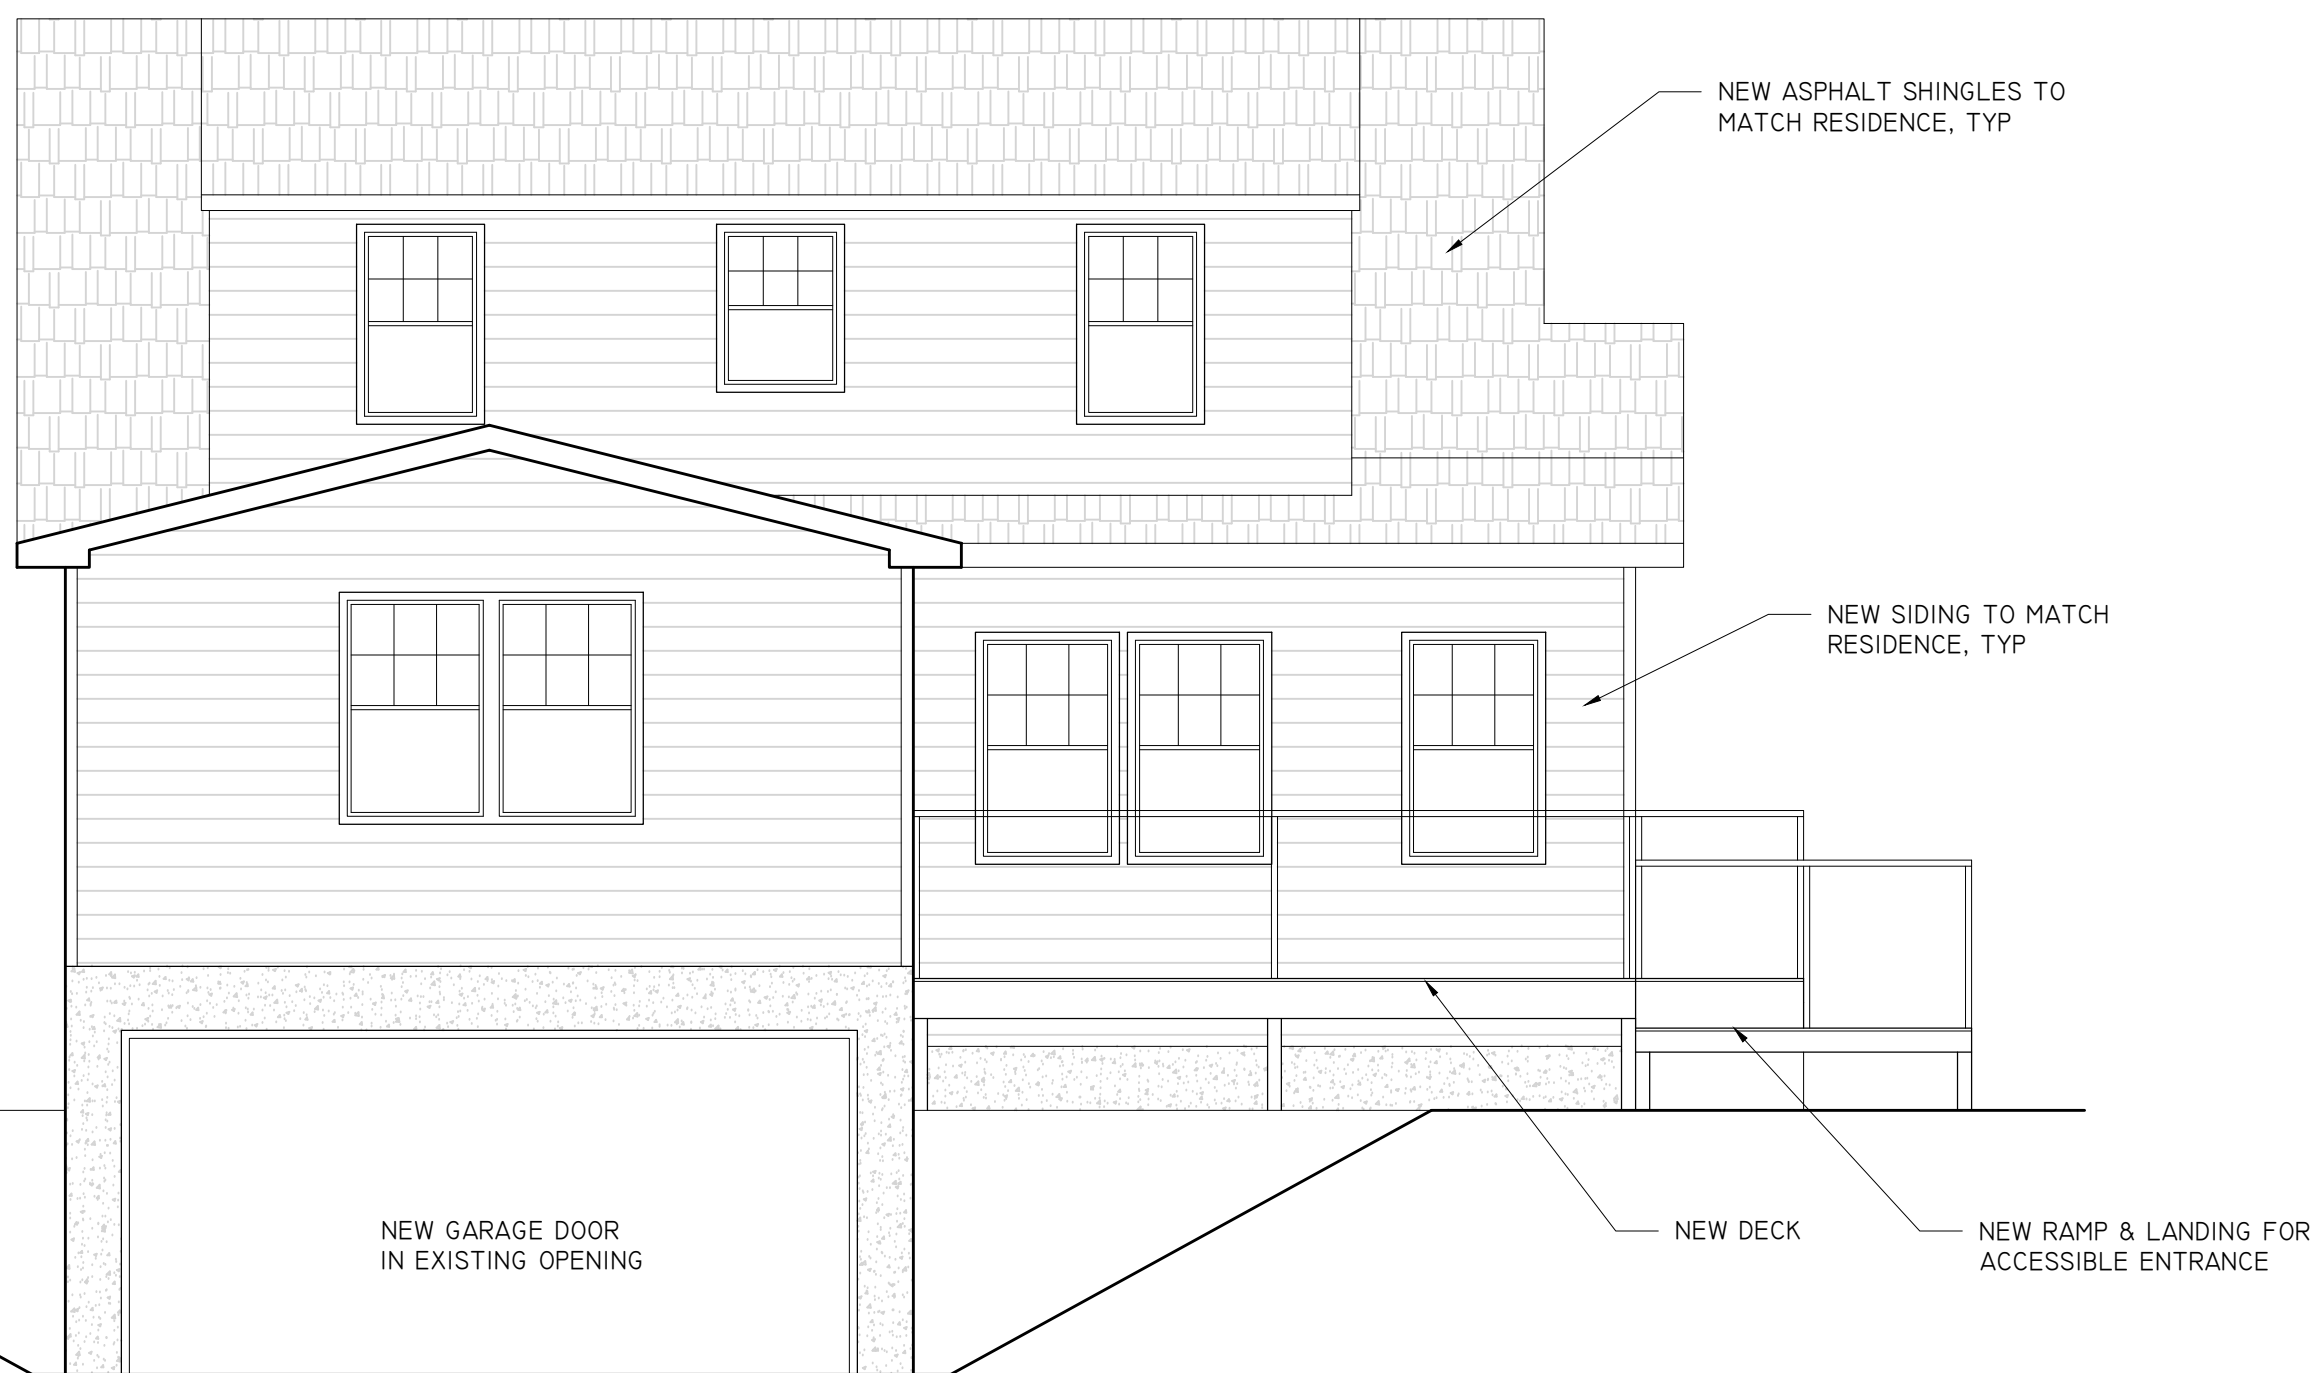 NEW ASPHALT SHINGLES TO
MATCH RESIDENCE, TYP
NEW SIDING TO MATCH
RESIDENCE, TYP
NEW GARAGE DOOR
IN EXISTING OPENING
NEW DECK
NEW RAMP & LANDING FOR
ACCESSIBLE ENTRANCE